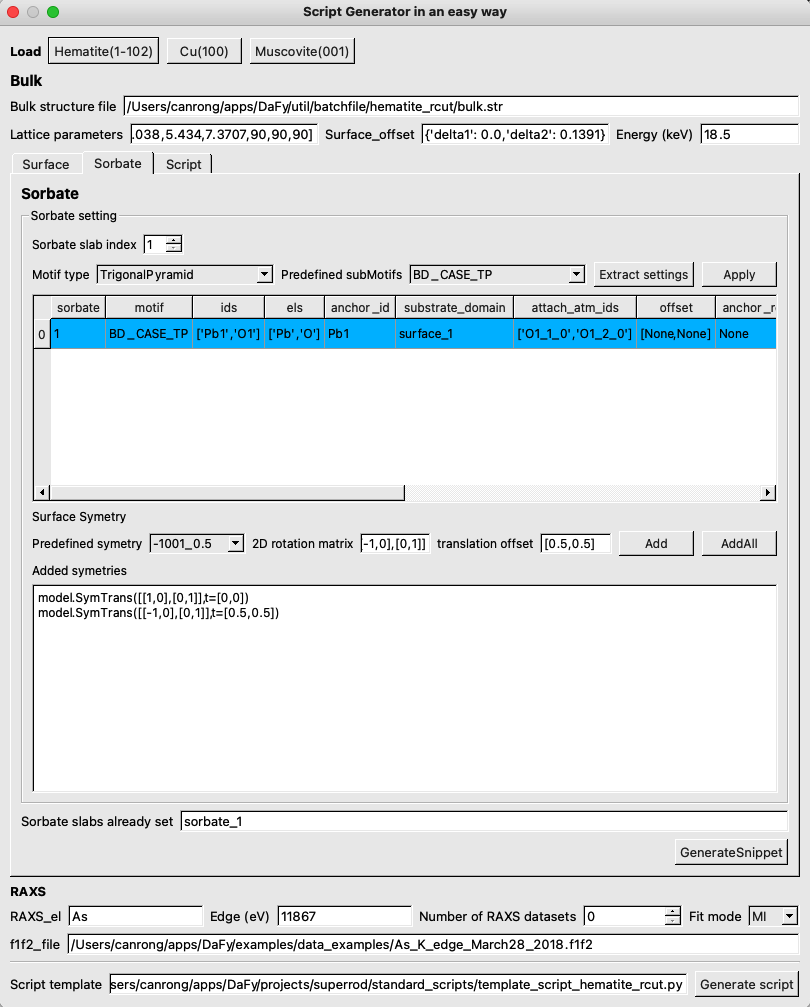 Script Generator in an easy way
Load Hematite(1-102) Cu(100) Muscovite(001)
Bulk
Bulk structure file /Users/canrong/apps/DaFy/util/batchfile/hematite_rcut/bulk.str
Lattice parameters .038,5.434,7.3707,90,90,90] Surface_offset {'delta1': 0.0,'delta2': 0.1391} Energy (keV) 18.5
Surface Sorbate Script
Sorbate
Sorbate setting
Sorbate slab index 1
Motif type TrigonalPyramid Predefined subMotifs BD_CASE_TP Extract settings Apply
sorbate motif ids els anchor_id substrate_domain attach_atm_ids offset anchor_r
0 1 BD_CASE_TP ['Pb1','O1'] ['Pb','O'] Pb1 surface_1 ['O1_1_0','O1_2_0'] [None,None] None
Surface Symetry
Predefined symetry -1001_0.5 2D rotation matrix -1,0],[0,1]] translation offset [0.5,0.5] Add AddAll
Added symetries
model.SymTrans([[1,0],[0,1]],t=[0,0])
model.SymTrans([[-1,0],[0,1]],t=[0.5,0.5])
Sorbate slabs already set sorbate_1
GenerateSnippet
RAXS
RAXS_el As Edge (eV) 11867 Number of RAXS datasets 0 Fit mode MI
f1f2_file /Users/canrong/apps/DaFy/examples/data_examples/As_K_edge_March28_2018.f1f2
Script template sers/canrong/apps/DaFy/projects/superrod/standard_scripts/template_script_hematite_rcut.py Generate script